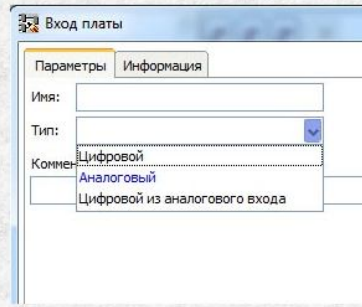 Вход платы
Параметры Информация
Имя:
Тип:
Цифровой
Коммен
Аналоговый
Цифровой из аналогового входа